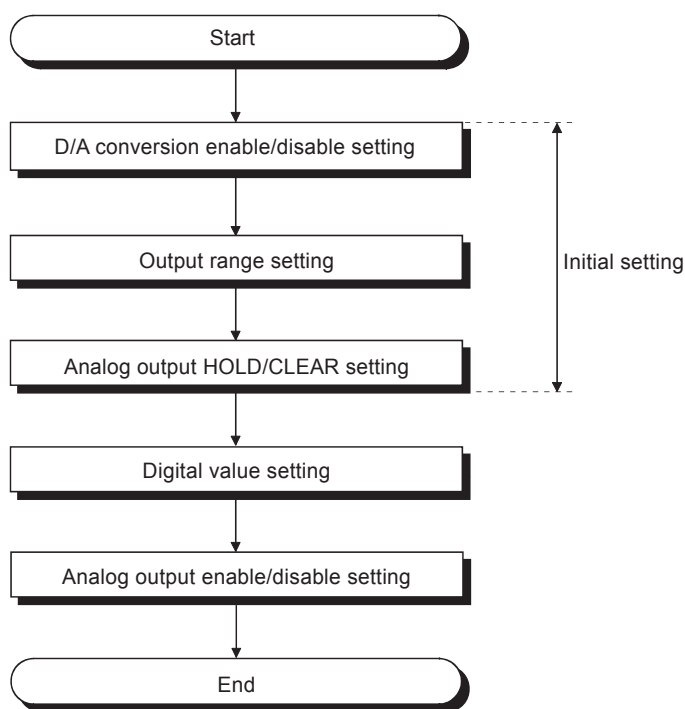 Start
D/A conversion enable/disable setting
Output range setting
Initial setting
Analog output HOLD/CLEAR setting
Digital value setting
Analog output enable/disable setting
End